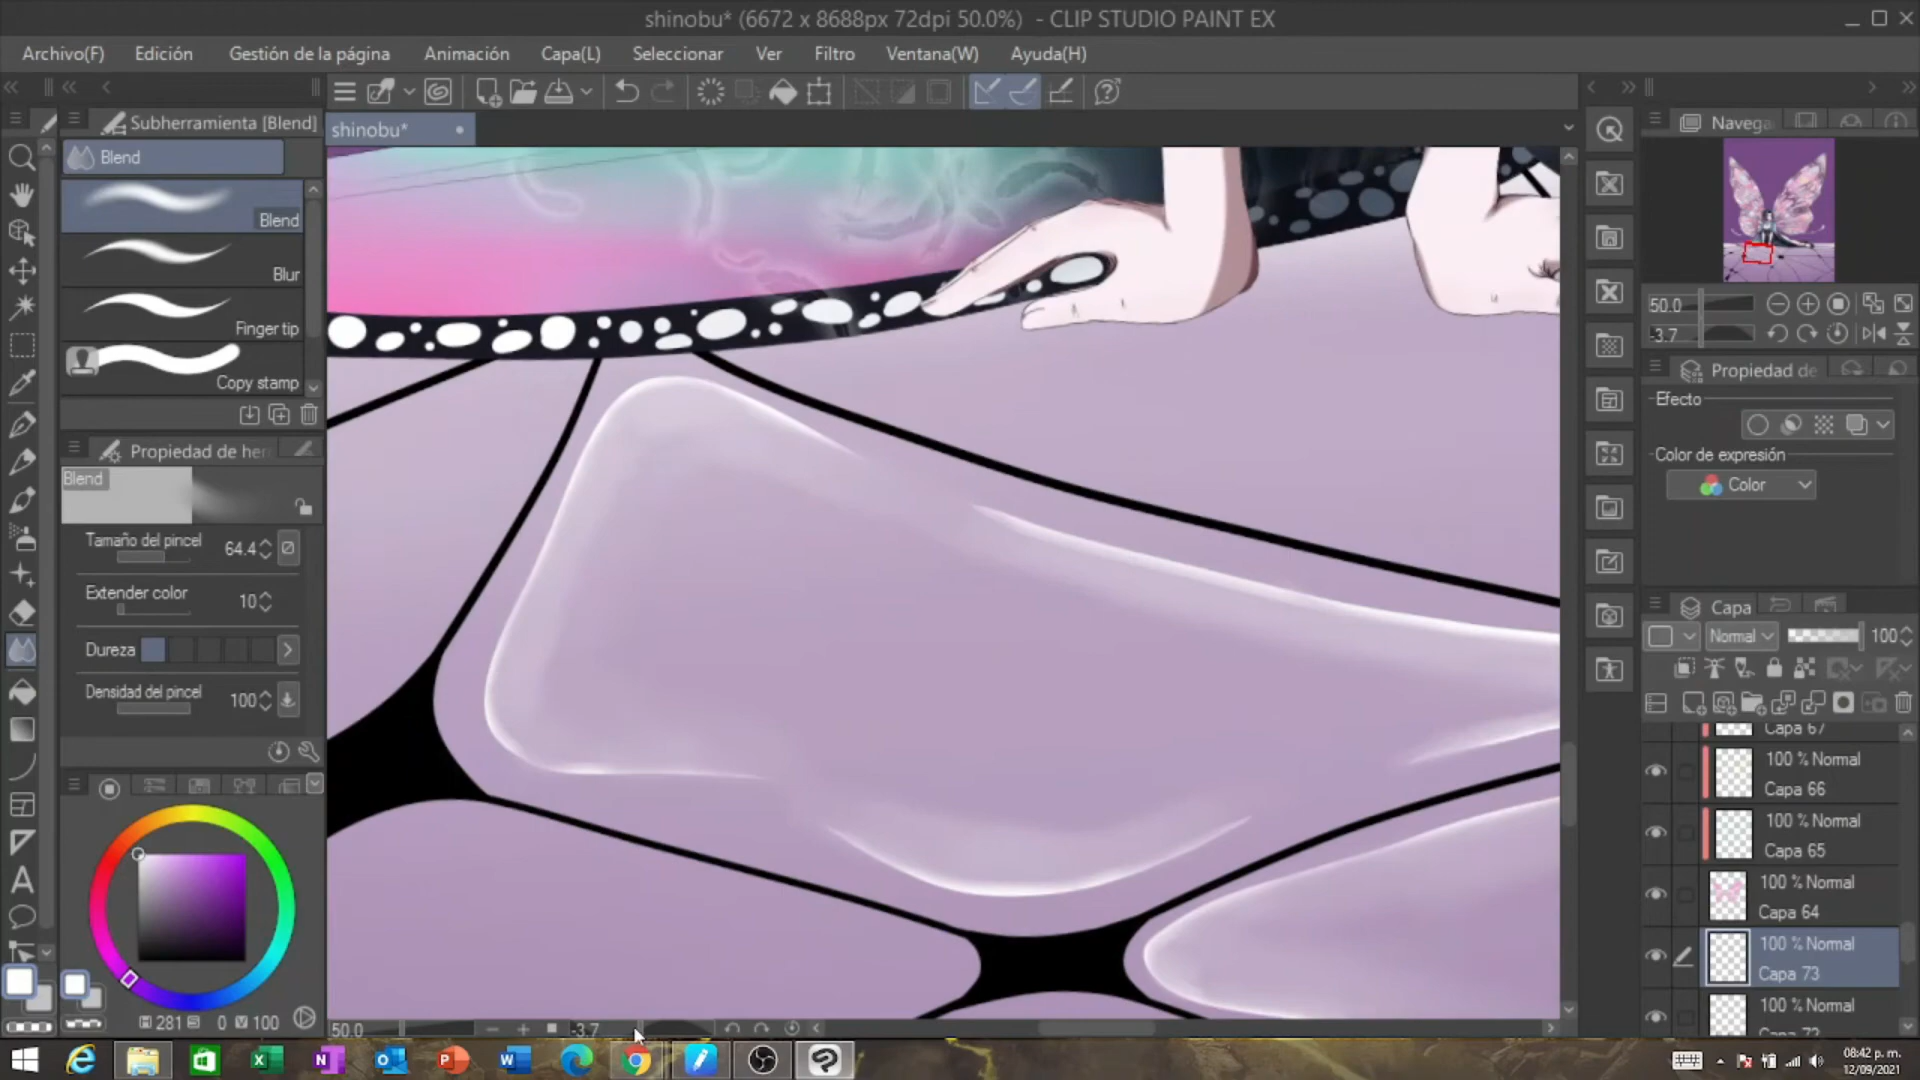 shinobu* (6672 x 8688px 72dpi 50.0%)  - CLIP STUDIO PAINT EX
Archivo(F) Edición Gestión de la página Animación Capa(L) Seleccionar Ver Filtro Ventana(W) Ayuda(H)
Subherramienta [Blend]
shinobu*
Navega
Blend
Blend
Blur
Finger tip
Copy stamp
50.0
-3.7
Propiedad de
Efecto
Color de expresión
Color
Propiedad de her
Blend
Tamaño del pincel 64.4
Extender color 10
Dureza
Densidad del pincel 100
Capa
Normal 100
Capa 67
100 % Normal
Capa 66
100 % Normal
Capa 65
100 % Normal
Capa 64
100 % Normal
Capa 73
100 % Normal
H 281 S 0 V 100
50.0 -3.7
08:42 p. m.
12/09/2021